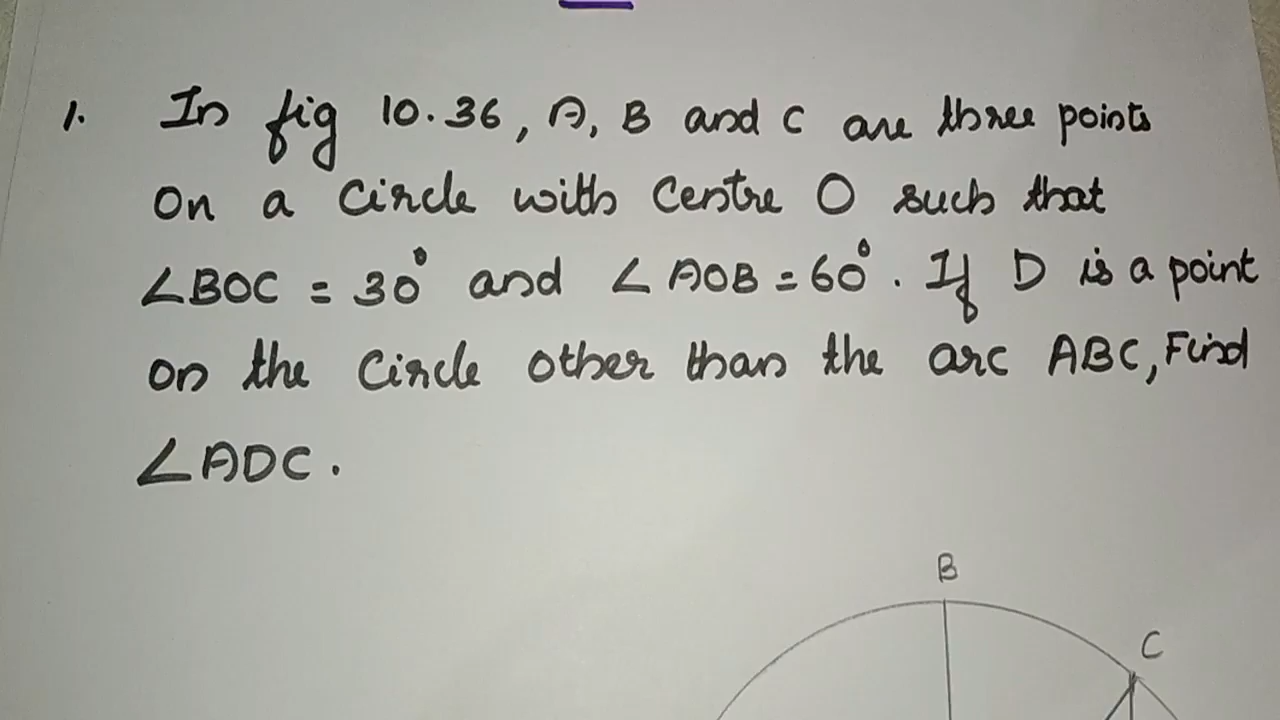 1. In fig 10.36, A, B and C are three points
On a Circle with Centre O such that
∠BOC = 30° and ∠AOB = 60°. If D is a point
on the Circle other than the arc ABC, Find
∠ADC.
B
C